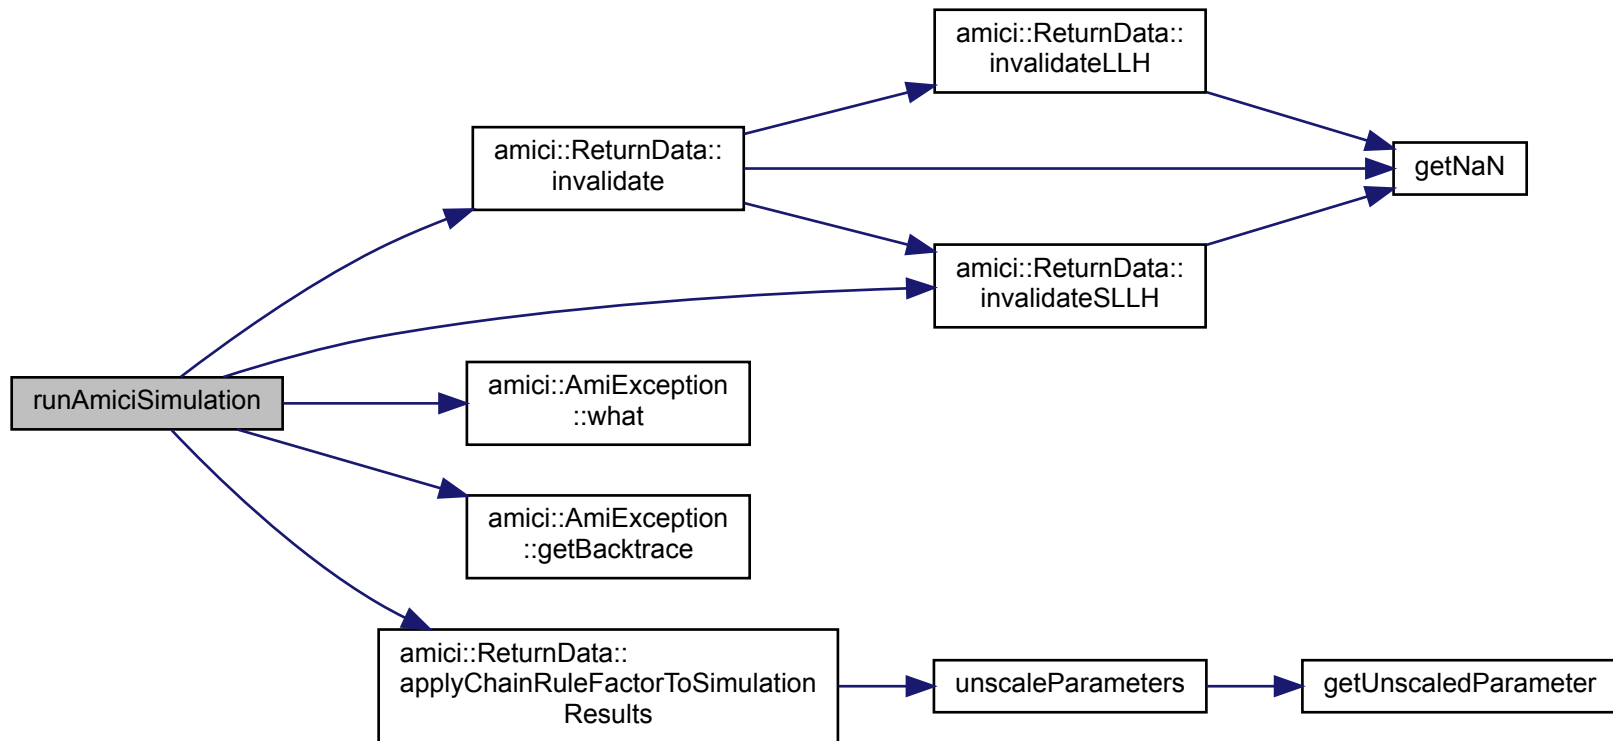 amici::ReturnData::
invalidateLLH
amici::ReturnData::
invalidate
getNaN
amici::ReturnData::
invalidateSLLH
runAmiciSimulation
amici::AmiException
::what
amici::AmiException
::getBacktrace
amici::ReturnData::
applyChainRuleFactorToSimulation
Results
unscaleParameters
getUnscaledParameter